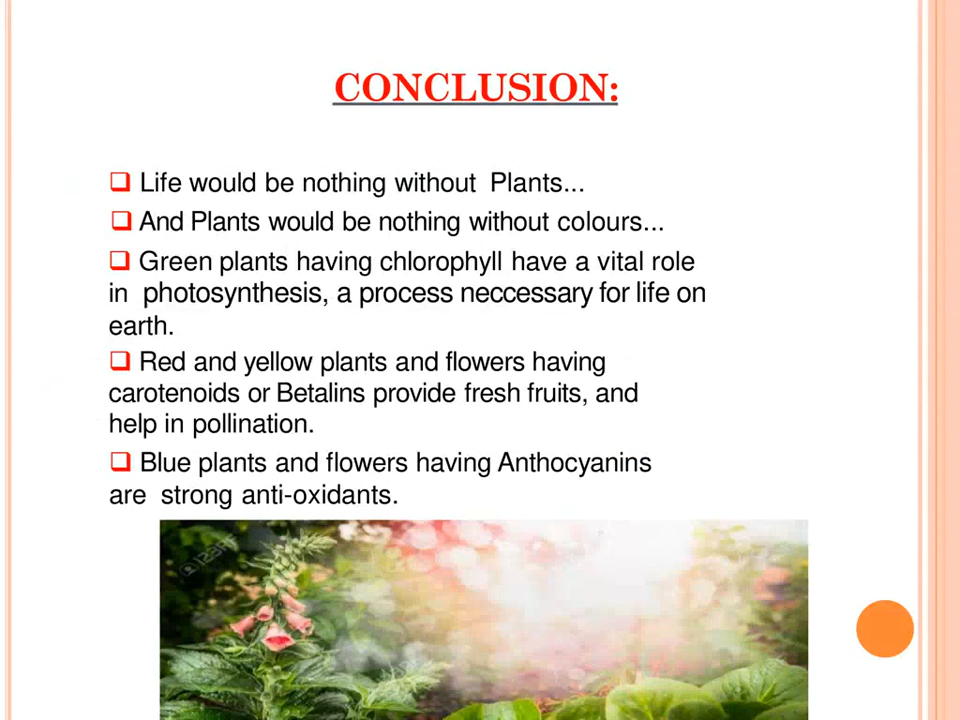 CONCLUSION:
Life would be nothing without Plants...
And Plants would be nothing without colours...
Green plants having chlorophyll have a vital role
in photosynthesis, a process neccessary for life on
earth.
Red and yellow plants and flowers having
carotenoids or Betalins provide fresh fruits, and
help in pollination.
Blue plants and flowers having Anthocyanins
are strong anti-oxidants.